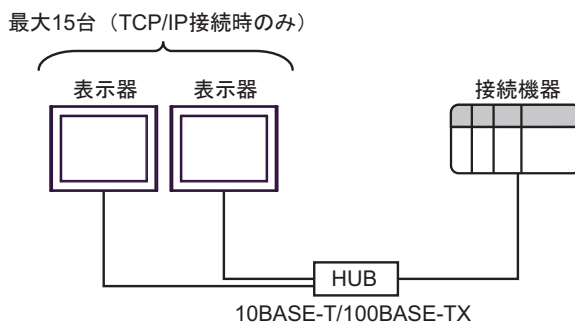 最大15台（TCP/IP接続時のみ）
表示器
表示器
接続機器
HUB
10BASE-T/100BASE-TX